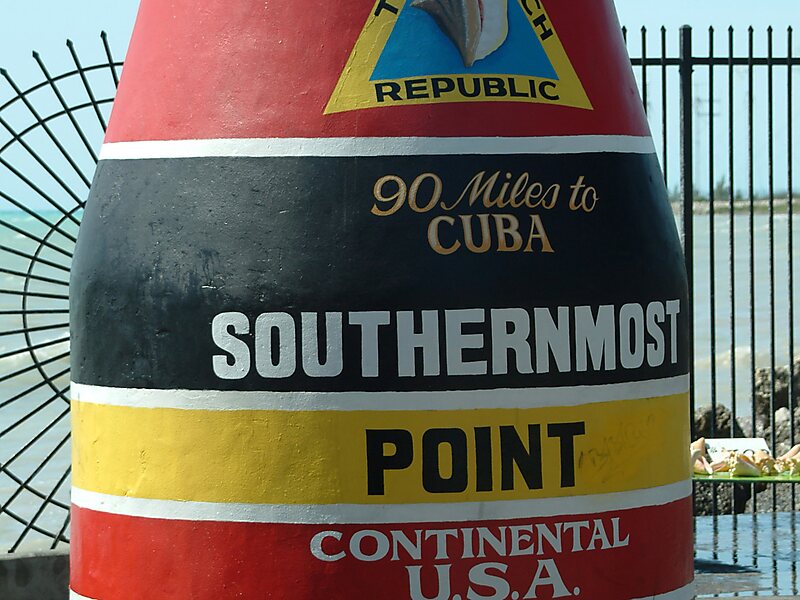 REPUBLIC
90 Miles to
CUBA
SOUTHERNMOST
POINT
CONTINENTAL
U.S.A.